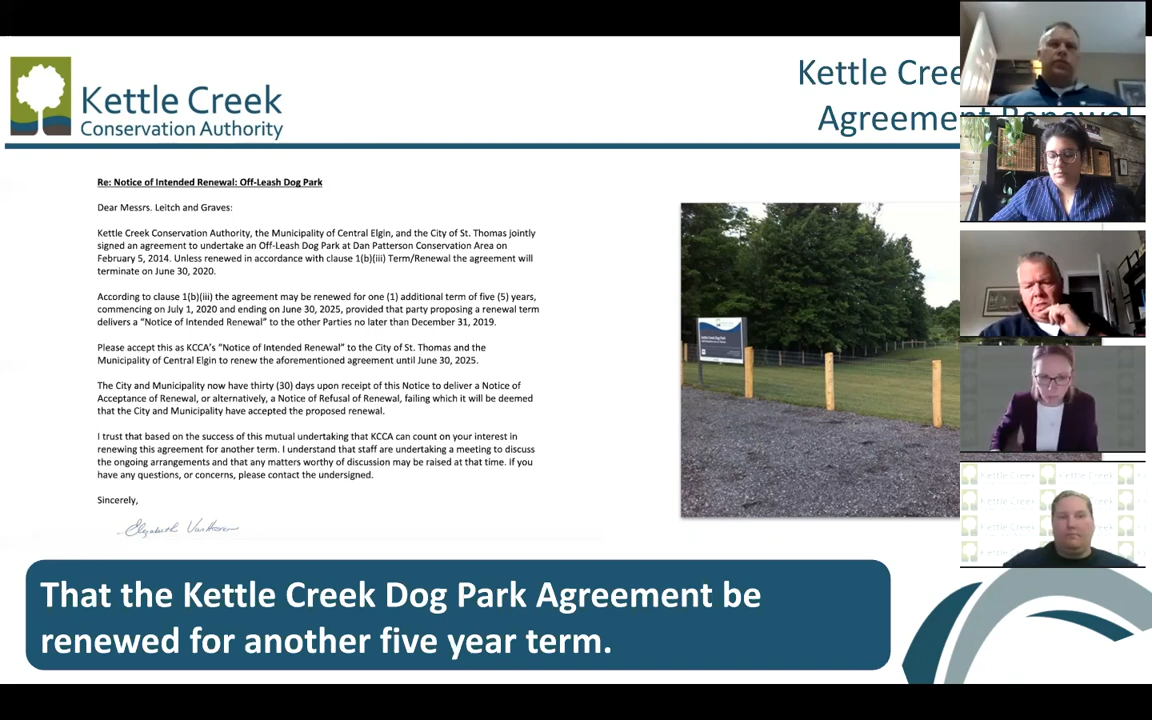 Kettle Creek
Conservation Authority
Kettle Cree
Agreement Renewal
Re: Notice of Intended Renewal: Off-Leash Dog Park
Dear Messrs. Leitch and Graves:
Kettle Creek Conservation Authority, the Municipality of Central Elgin, and the City of St. Thomas jointly
signed an agreement to undertake an Off-Leash Dog Park at Dan Patterson Conservation Area on
February 5, 2014. Unless renewed in accordance with clause 1(b)(iii) Term/Renewal the agreement will
terminate on June 30, 2020.
According to clause 1(b)(iii) the agreement may be renewed for one (1) additional term of five (5) years,
commencing on July 1, 2020 and ending on June 30, 2025, provided that party proposing a renewal term
delivers a “Notice of Intended Renewal” to the other Parties no later than December 31, 2019.
Please accept this as KCCA’s “Notice of Intended Renewal” to the City of St. Thomas and the
Municipality of Central Elgin to renew the aforementioned agreement until June 30, 2025.
The City and Municipality now have thirty (30) days upon receipt of this Notice to deliver a Notice of
Acceptance of Renewal, or alternatively, a Notice of Refusal of Renewal, failing which it will be deemed
that the City and Municipality have accepted the proposed renewal.
I trust that based on the success of this mutual undertaking that KCCA can count on your interest in
renewing this agreement for another term. I understand that staff are undertaking a meeting to discuss
the ongoing arrangements and that any matters worthy of discussion may be raised at that time. If you
have any questions, or concerns, please contact the undersigned.
Sincerely,
Elizabeth VanHooren
Kettle Creek Dog Park
That the Kettle Creek Dog Park Agreement be
renewed for another five year term.